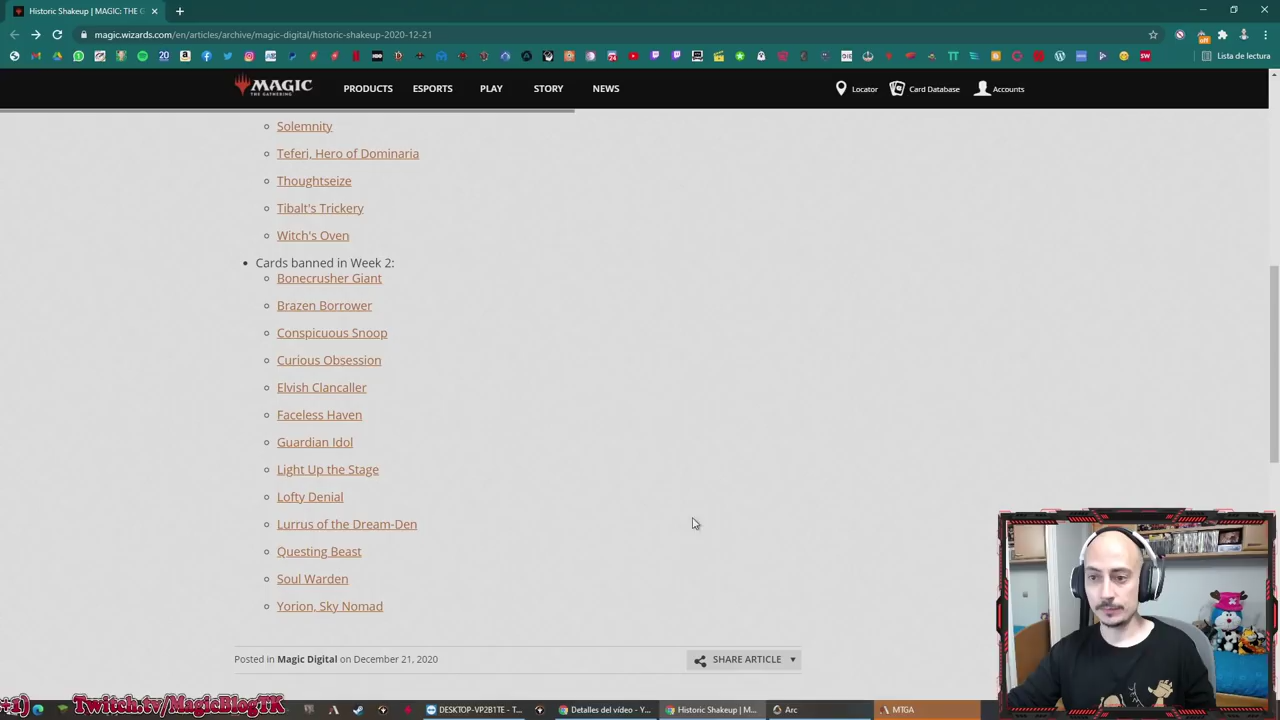 Historic Shakeup | MAGIC: THE G
magic.wizards.com/en/articles/archive/magic-digital/historic-shakeup-2020-12-21
Lista de lectura
MAGIC
THE GATHERING
PRODUCTS
ESPORTS
PLAY
STORY
NEWS
Locator
Card Database
Accounts
Solemnity
Teferi, Hero of Dominaria
Thoughtseize
Tibalt's Trickery
Witch's Oven
Cards banned in Week 2:
Bonecrusher Giant
Brazen Borrower
Conspicuous Snoop
Curious Obsession
Elvish Clancaller
Faceless Haven
Guardian Idol
Light Up the Stage
Lofty Denial
Lurrus of the Dream-Den
Questing Beast
Soul Warden
Yorion, Sky Nomad
Posted in Magic Digital on December 21, 2020
SHARE ARTICLE
Twitch.tv/MagicBlogTK
DESKTOP-VP2B1TE - T...
Detalles del vídeo - Y...
Historic Shakeup | M...
Arc
MTGA